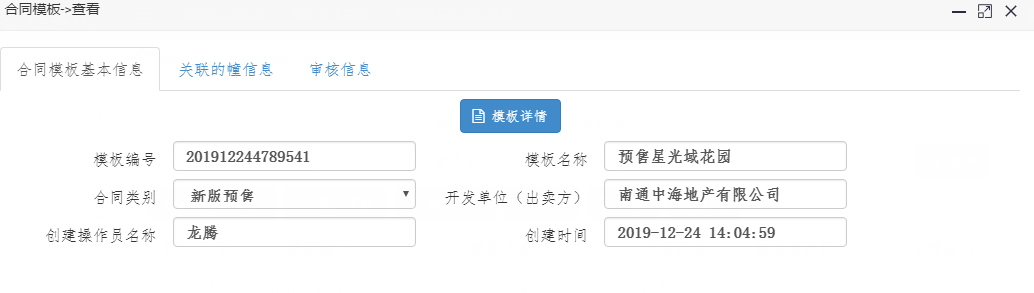 合同模板->查看
合同模板基本信息 关联的幢信息 审核信息
模板详情
模板编号 201912244789541 模板名称 预售星光域花园
合同类别 新版预售 开发单位（出卖方） 南通中海地产有限公司
创建操作员名称 龙腾 创建时间 2019-12-24 14:04:59